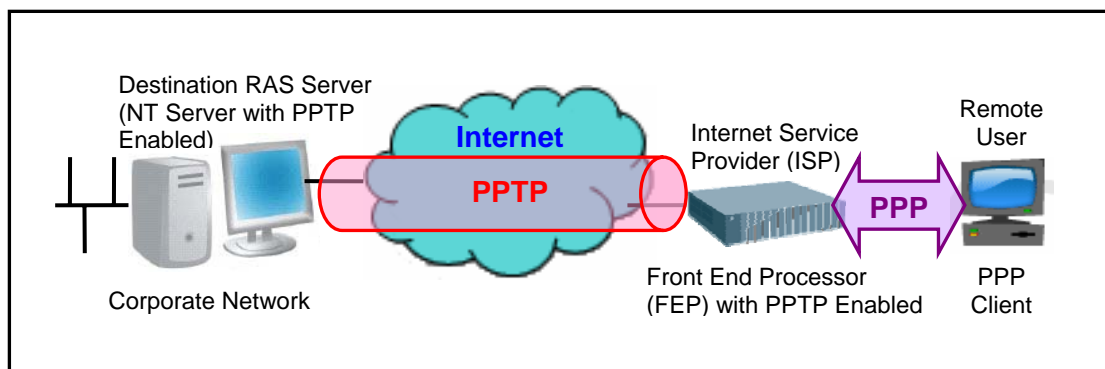 Destination RAS Server
(NT Server with PPTP
Enabled)
Corporate Network
Internet
PPTP
Internet Service
Provider (ISP)
Front End Processor
(FEP) with PPTP Enabled
PPP
Remote
User
PPP
Client